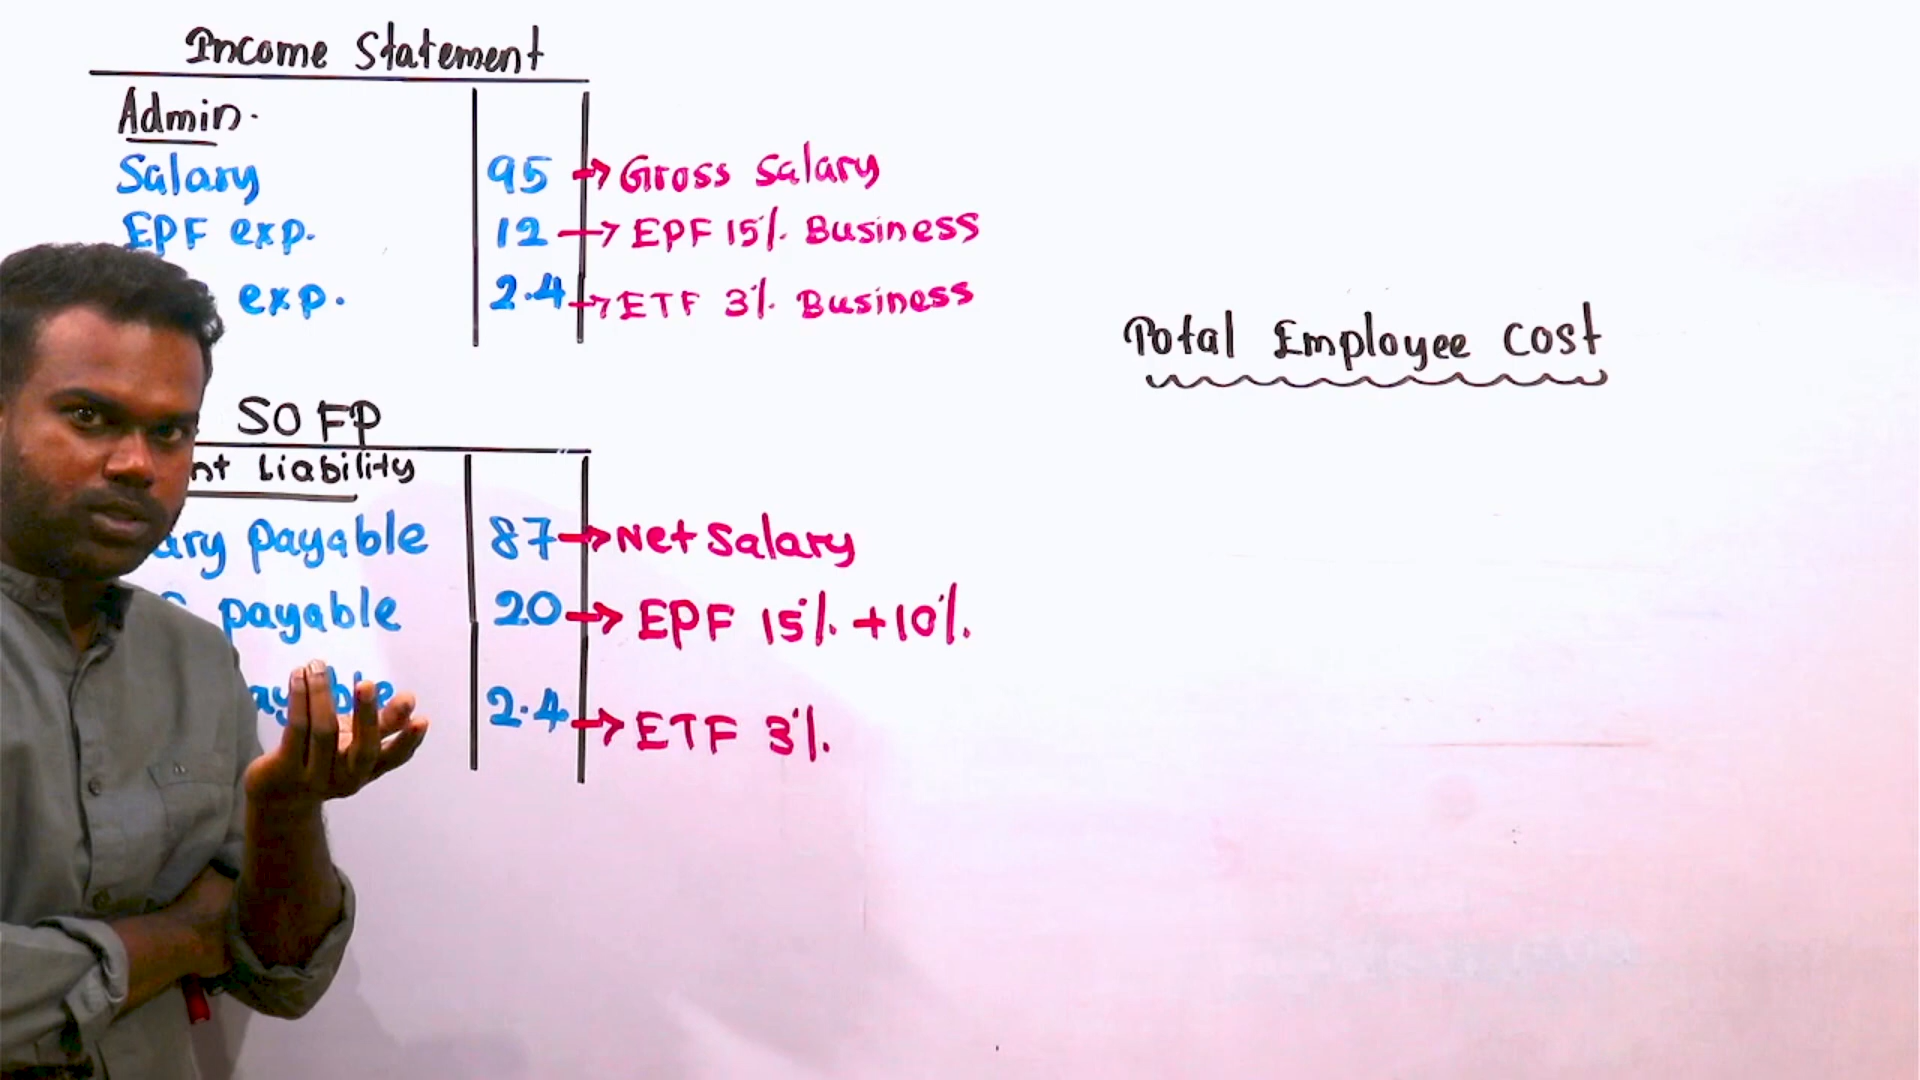 Income Statement
Admin.
Salary 95 → Gross Salary
EPF exp. 12 → EPF 15% Business
exp. 2.4 → ETF 3% Business
Total Employee Cost
SOFP
Liability
payable 87 → Net Salary
payable 20 → EPF 15% + 10%
2.4 → ETF 3%